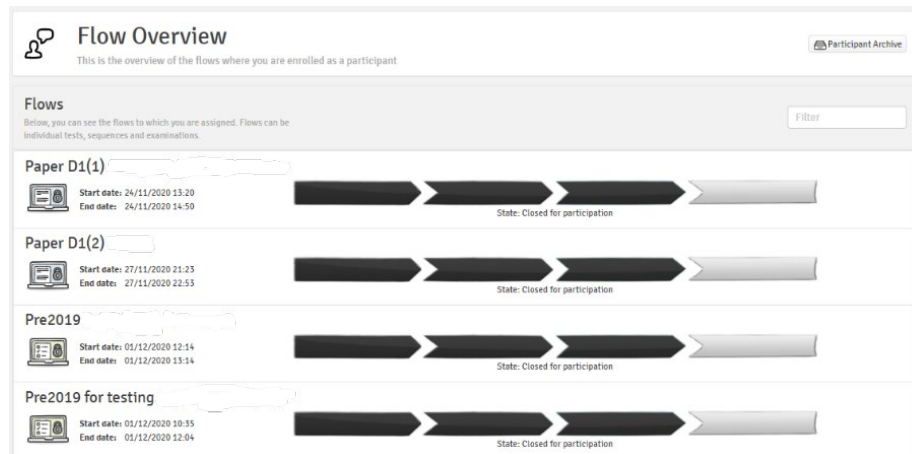 Flow Overview
This is the overview of the flows where you are enrolled as a participant
Participant Archive
Flows
Below, you can see the flows to which you are assigned. Flows can be
individual tests, sequences and examinations.
Filter
Paper D1(1)
Start date: 24/11/2020 13:20
End date: 24/11/2020 14:50
State: Closed for participation
Paper D1(2)
Start date: 27/11/2020 21:23
End date: 27/11/2020 22:53
State: Closed for participation
Pre2019
Start date: 01/12/2020 12:14
End date: 01/12/2020 13:14
State: Closed for participation
Pre2019 for testing
Start date: 01/12/2020 10:35
End date: 01/12/2020 12:04
State: Closed for participation